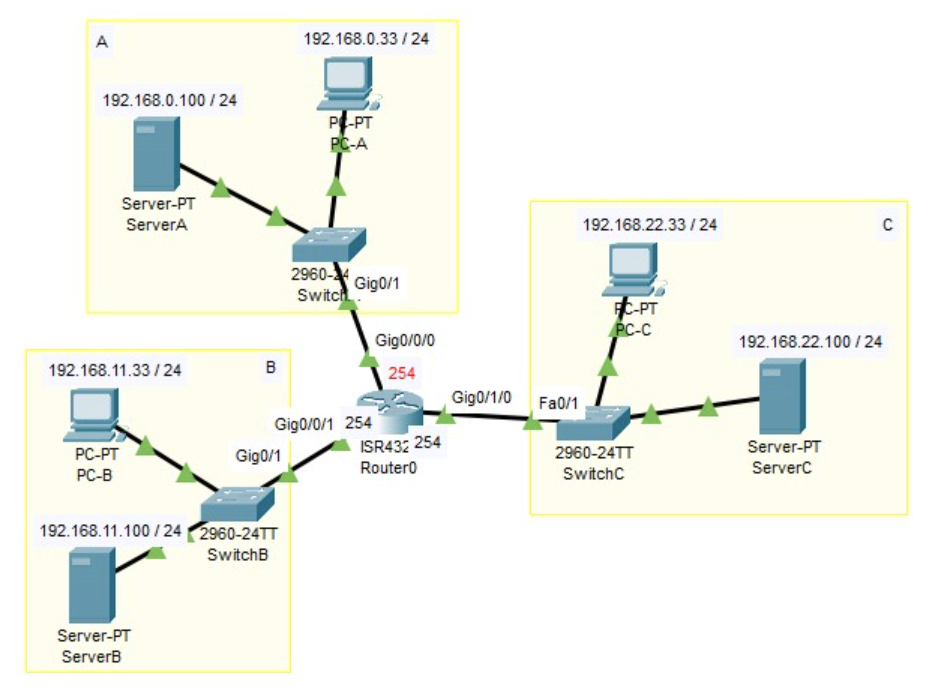 A
192.168.0.33 / 24
192.168.0.100 / 24
PC-PT
PC-A
Server-PT
ServerA
2960-24
Switch
Gig0/1
Gig0/0/0
254
C
192.168.22.33 / 24
PC-PT
PC-C
192.168.22.100 / 24
Gig0/1/0
Fa0/1
2960-24TT
SwitchC
Server-PT
ServerC
B
192.168.11.33 / 24
PC-PT
PC-B
Gig0/0/1
254
Gig0/1
ISR432
254
Router0
192.168.11.100 / 24
2960-24TT
SwitchB
Server-PT
ServerB